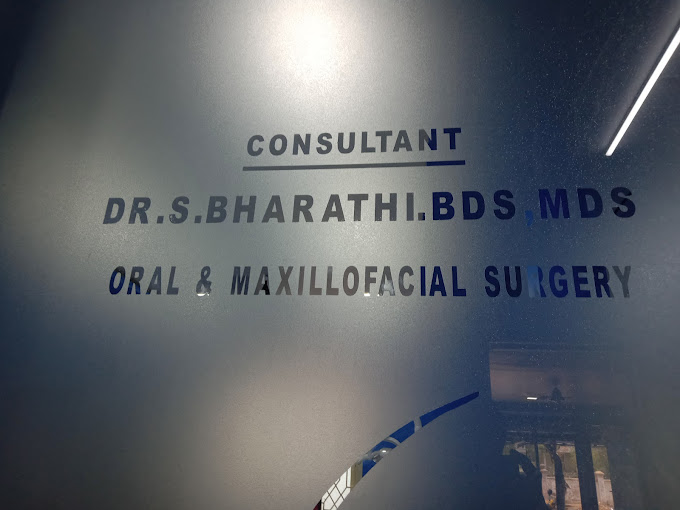 CONSULTANT
DR.S.BHARATHI.BDS,MDS
ORAL & MAXILLOFACIAL SURGERY